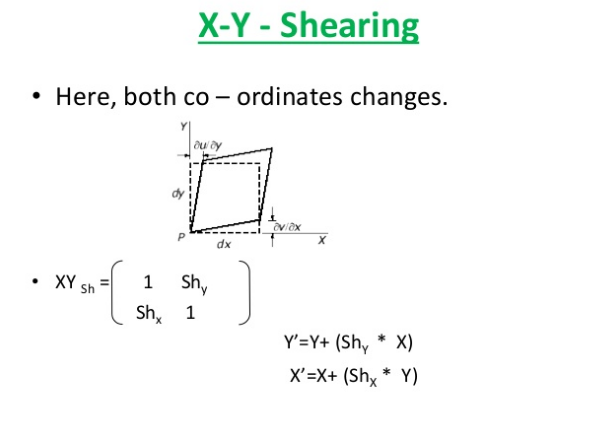 X-Y - Shearing
• Here, both co – ordinates changes.
Y
∂u/∂y
dy
∂v/∂x
P
dx
X
• XY Sh = ( 1 Shy
Shx 1 )
Y’=Y+ (Shy * X)
X’=X+ (Shx * Y)